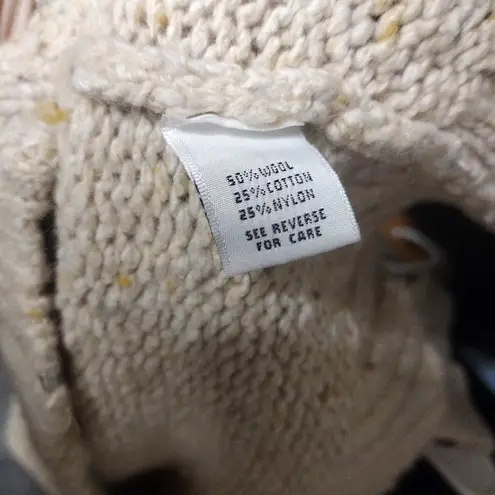 50% WOOL
25% COTTON
25% NYLON
SEE REVERSE
FOR CARE